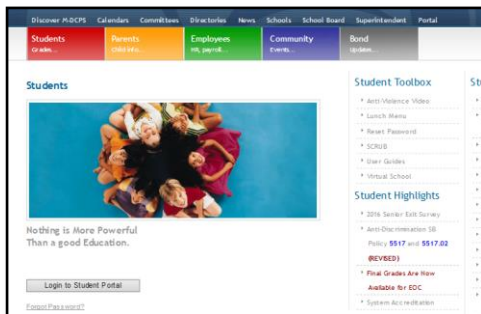 Discover M-DCPS Calendars Committees Directories News Schools School Board Superintendent Portal
Students Parents Employees Community Bond
Grades... Child info... HR, payroll... Events... Updates...
Students
Nothing is More Powerful
Than a good Education.
Login to Student Portal
Forgot Password?
Student Toolbox
Anti-Violence Video
Lunch Menu
Reset Password
SCRUB
User Guides
Virtual School
Student Highlights
2016 Senior Exit Survey
Anti-Discrimination SB
Policy 5517 and 5517.02
(REVISED)
Final Grades Are Now
Available for EOC
System Accreditation